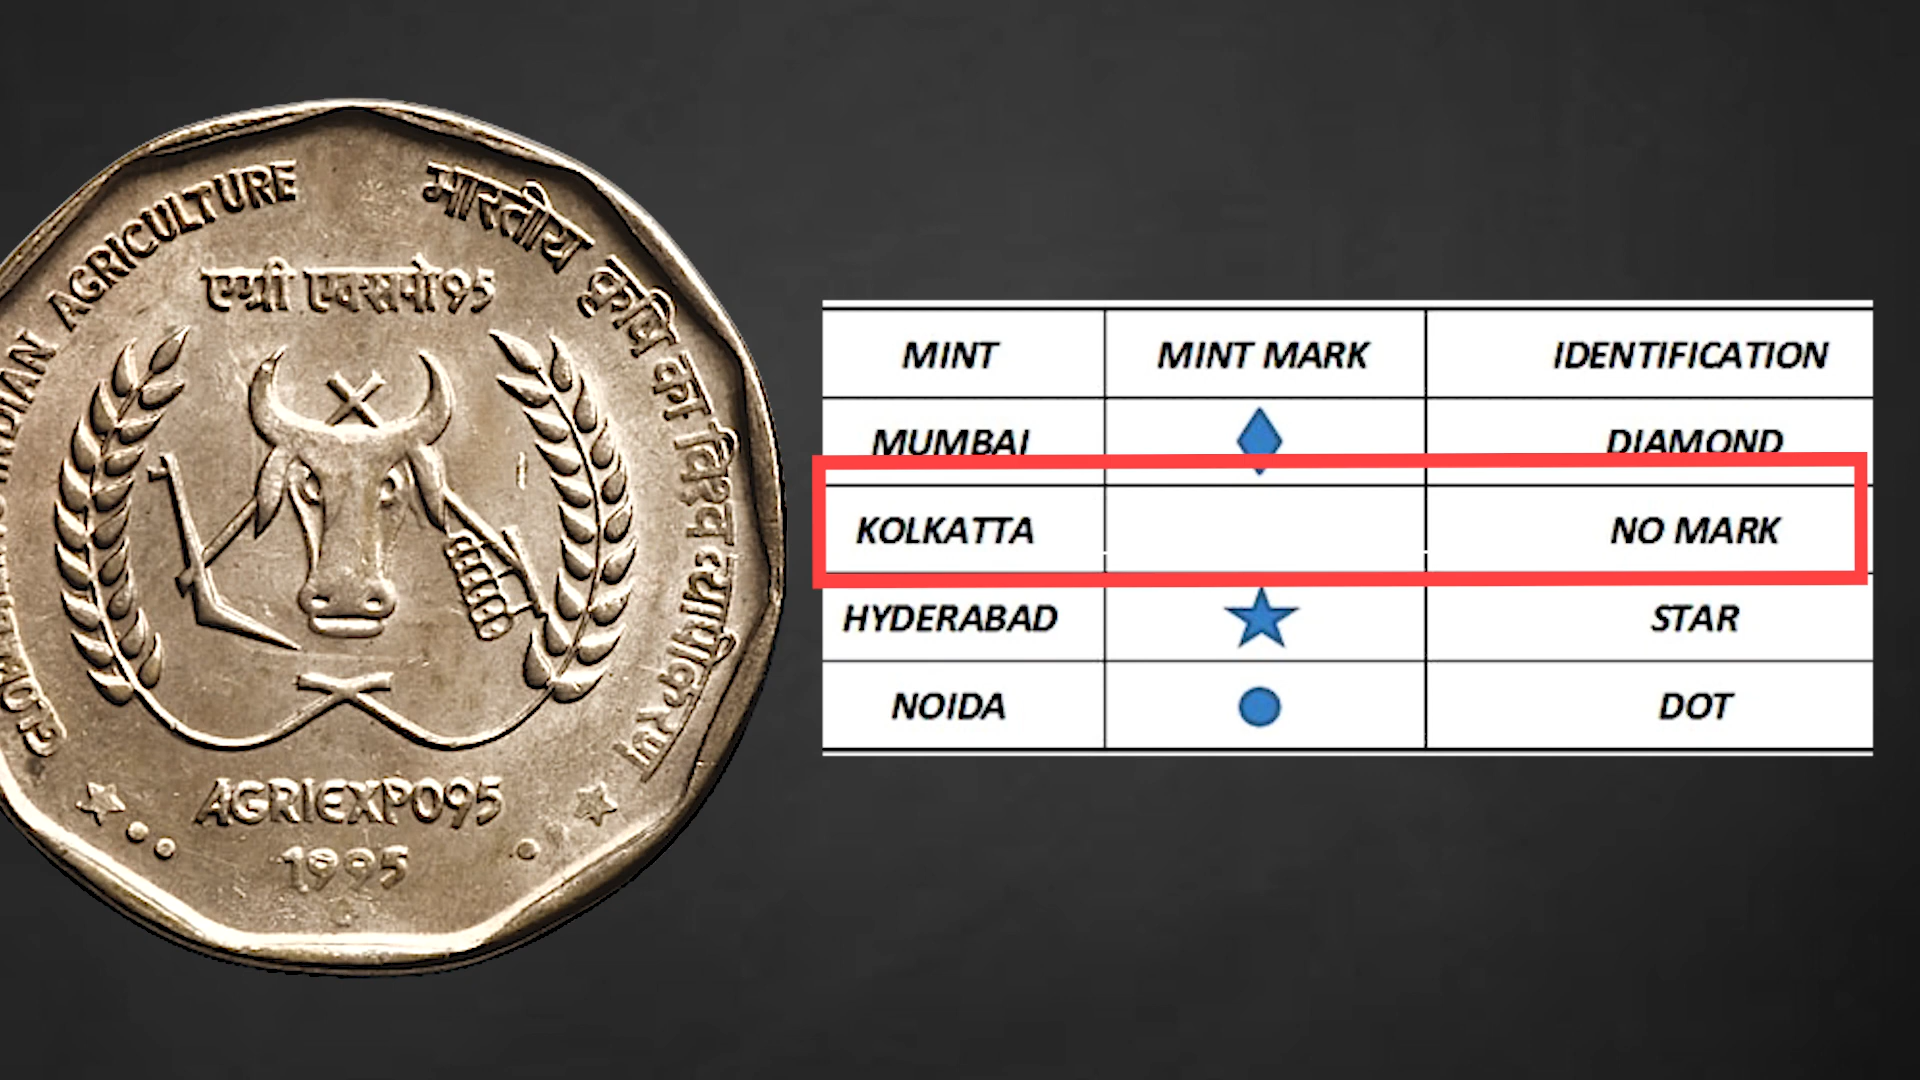 INDIAN AGRICULTURE
भारतीय कृषि का विश्व व्यापीकरण
एग्री एक्सपो 95
AGRIEXPO95
1995
MINT MINT MARK IDENTIFICATION
MUMBAI DIAMOND
KOLKATTA NO MARK
HYDERABAD STAR
NOIDA DOT